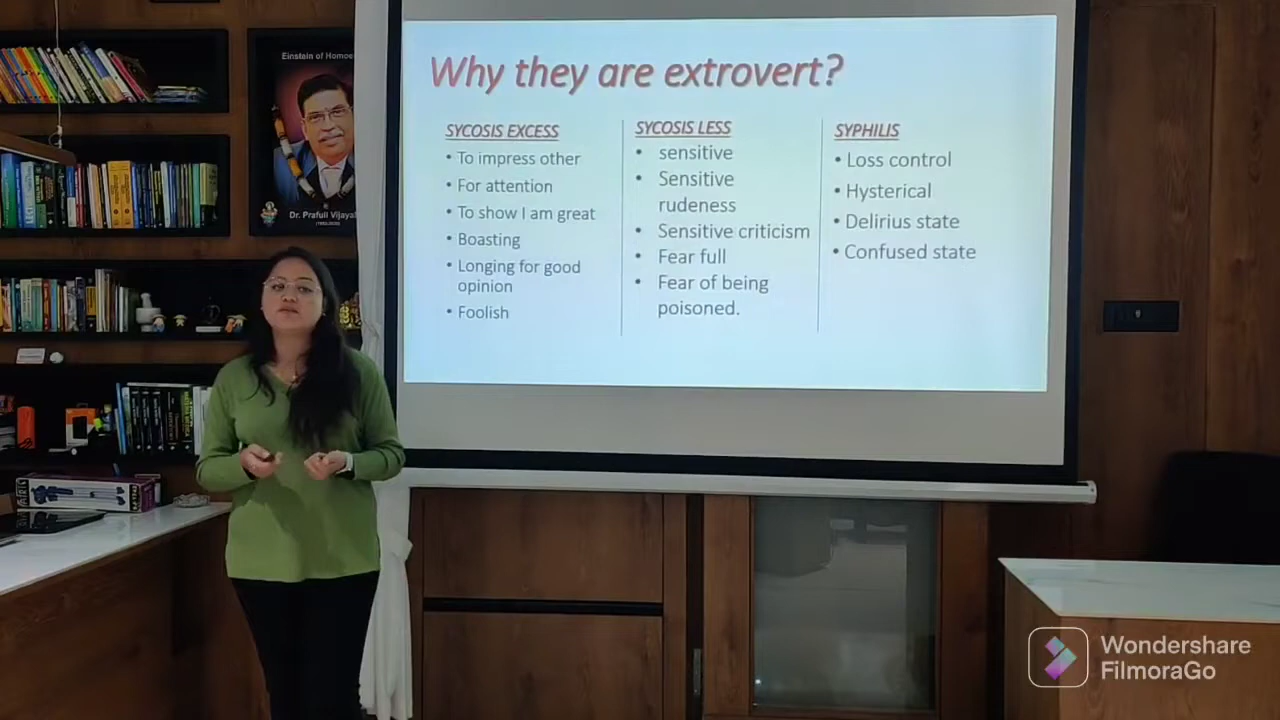 Einstein of Homoe
Dr. Prafull Vijayal
Why they are extrovert?
SYCOSIS EXCESS
• To impress other
• For attention
• To show I am great
• Boasting
• Longing for good
opinion
• Foolish
SYCOSIS LESS
• sensitive
• Sensitive
rudeness
• Sensitive criticism
• Fear full
• Fear of being
poisoned.
SYPHILIS
• Loss control
• Hysterical
• Delirius state
• Confused state
Wondershare
FilmoraGo